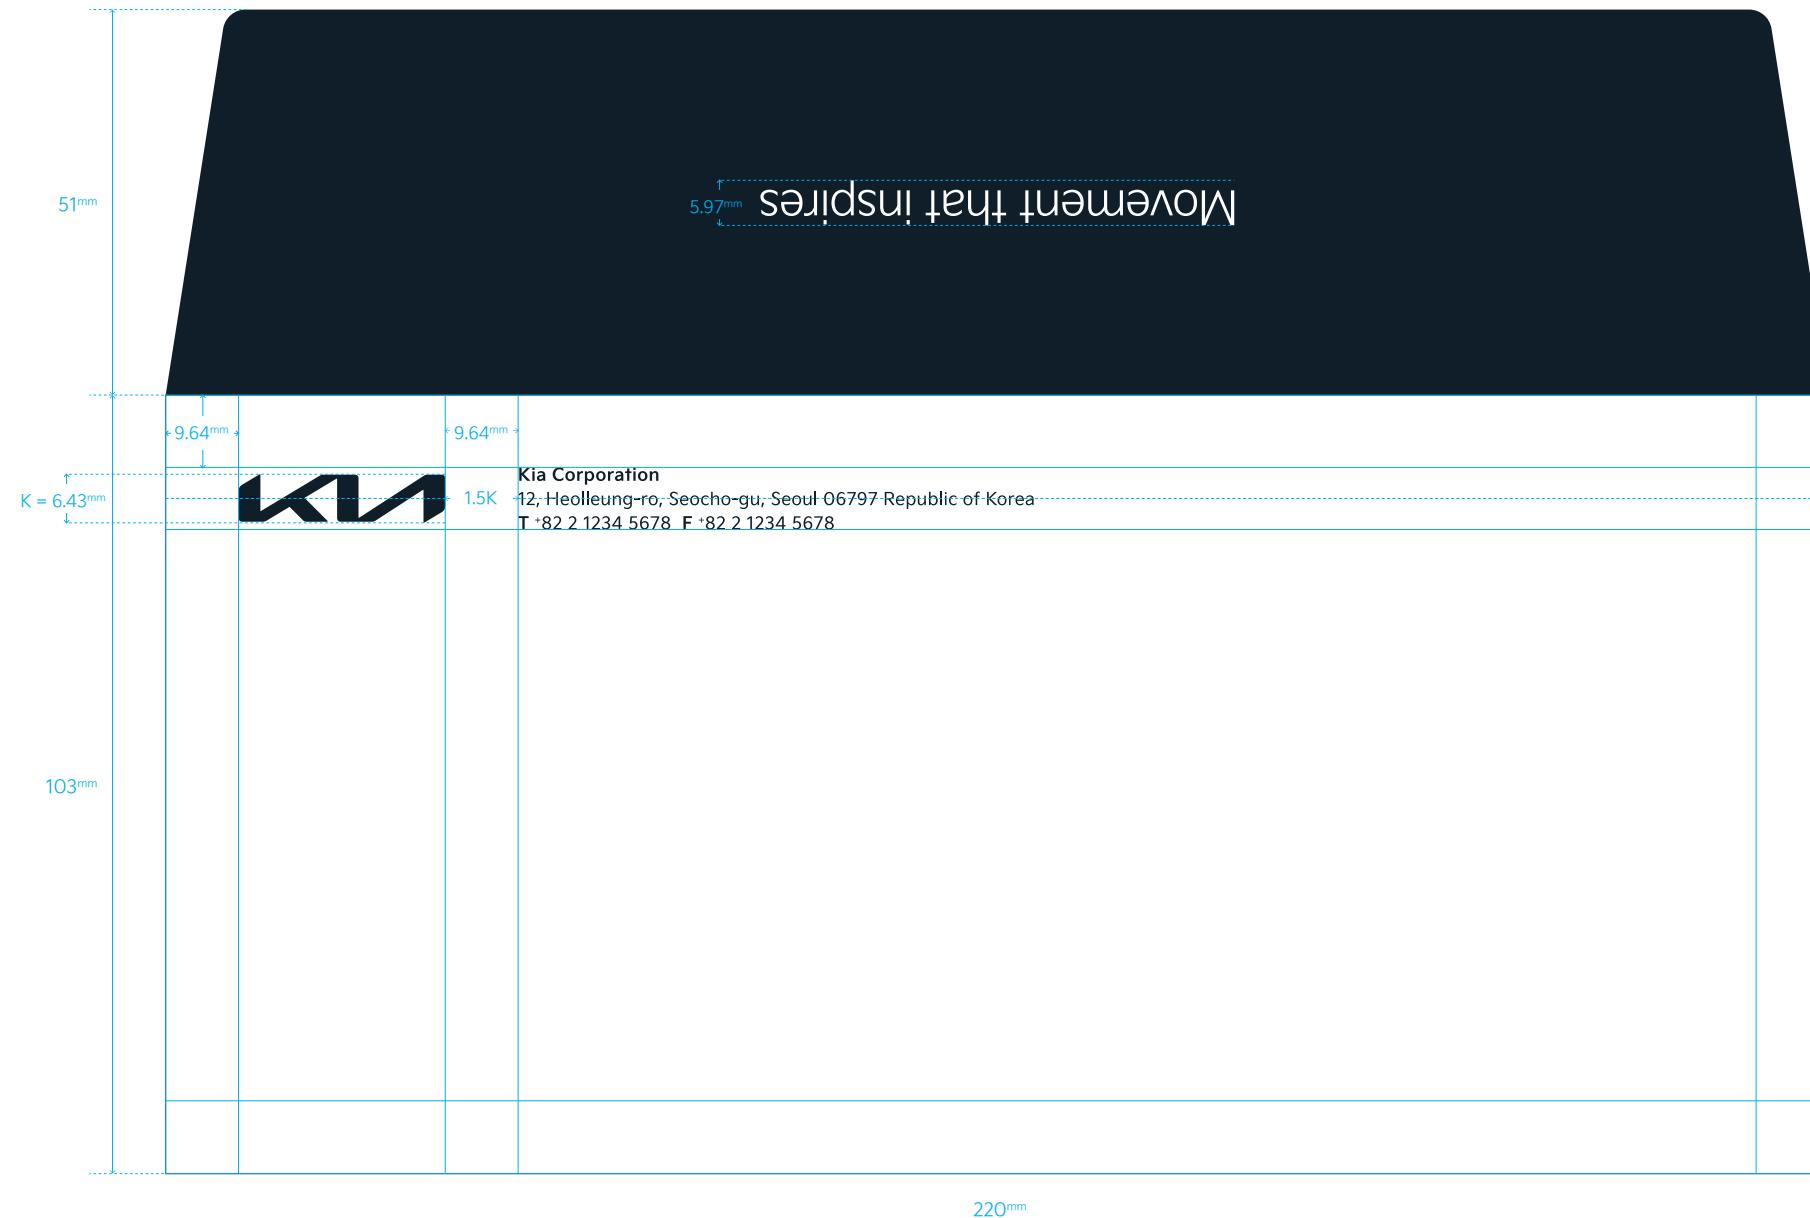 51mm
5.97mm
Movement that inspires
9.64mm
9.64mm
K = 6.43mm
KIA
1.5K
Kia Corporation
12, Heolleung-ro, Seocho-gu, Seoul 06797 Republic of Korea
T +82 2 1234 5678 F +82 2 1234 5678
103mm
220mm